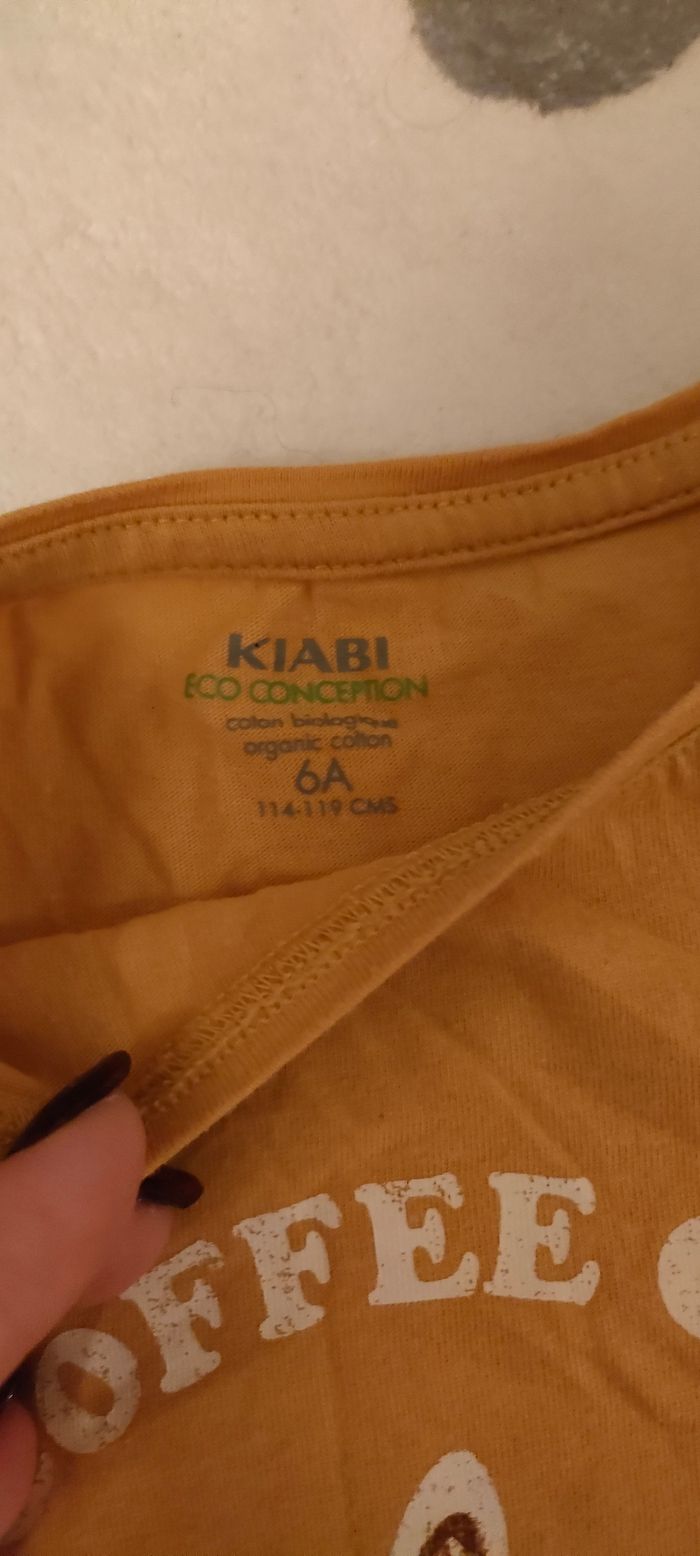 KIABI
ECO CONCEPTION
coton biologique
organic cotton
6A
114-119 CMS
OFFEE